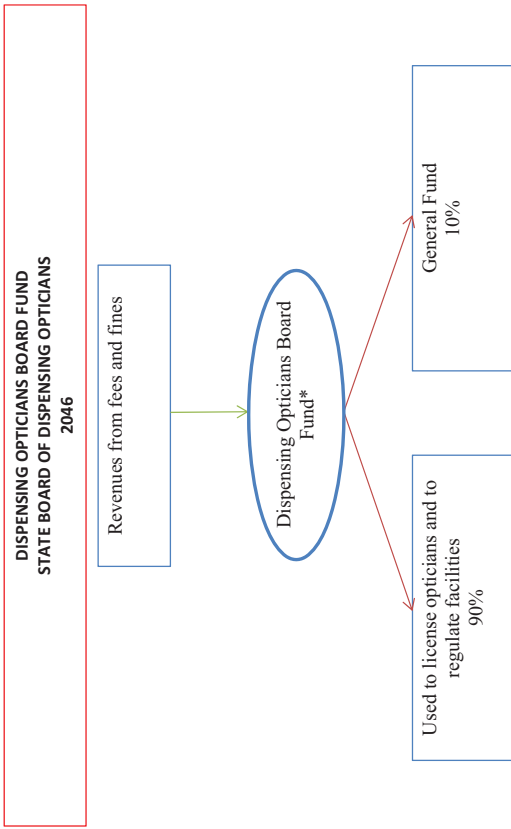 DISPENSING OPTICIANS BOARD FUND
STATE BOARD OF DISPENSING OPTICIANS
2046
Revenues from fees and fines
Dispensing Opticians Board
Fund*
Used to license opticians and to
regulate facilities
90%
General Fund
10%